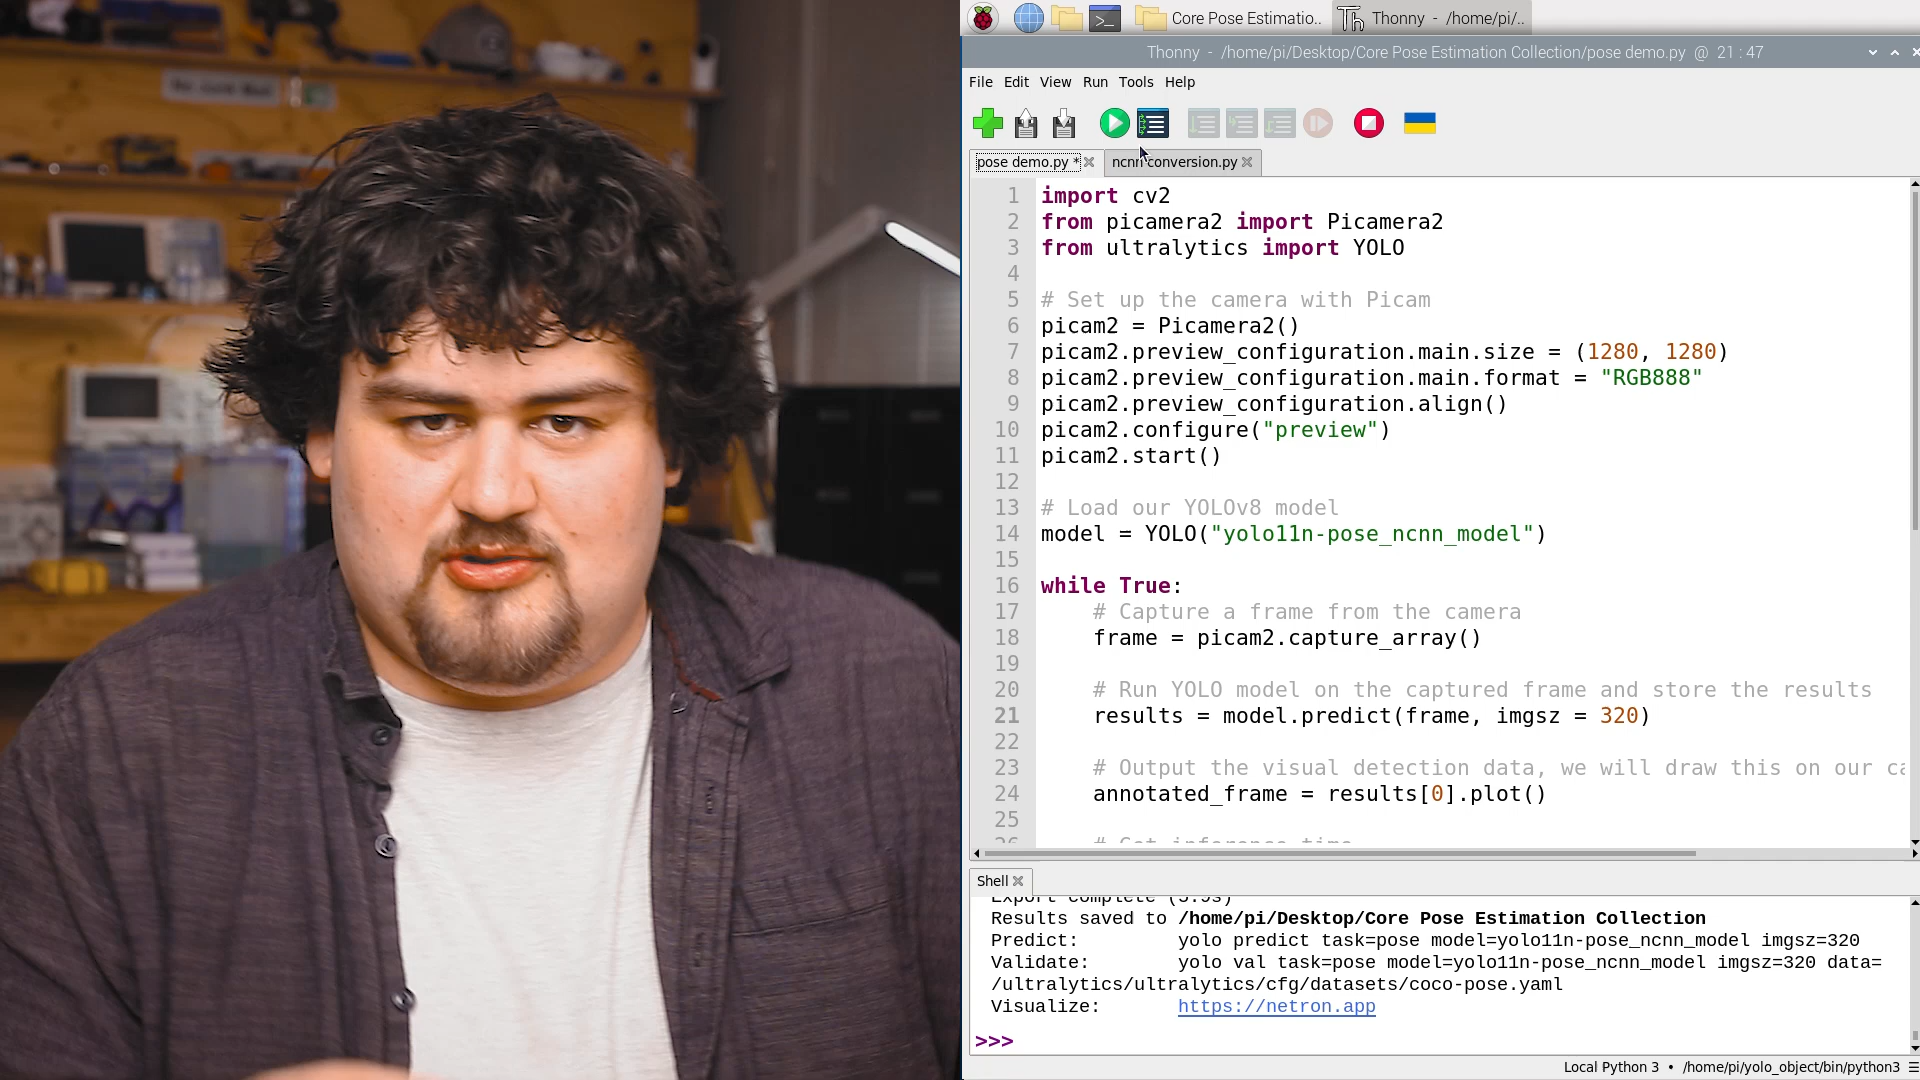 Core Pose Estimatio..
Thonny - /home/pi/..
Thonny - /home/pi/Desktop/Core Pose Estimation Collection/pose demo.py @ 21 : 47
File Edit View Run Tools Help
pose demo.py *
ncnn conversion.py
1 import cv2
2 from picamera2 import Picamera2
3 from ultralytics import YOLO
4
5 # Set up the camera with Picam
6 picam2 = Picamera2()
7 picam2.preview_configuration.main.size = (1280, 1280)
8 picam2.preview_configuration.main.format = "RGB888"
9 picam2.preview_configuration.align()
10 picam2.configure("preview")
11 picam2.start()
12
13 # Load our YOLOv8 model
14 model = YOLO("yolo11n-pose_ncnn_model")
15
16 while True:
17 # Capture a frame from the camera
18 frame = picam2.capture_array()
19
20 # Run YOLO model on the captured frame and store the results
21 results = model.predict(frame, imgsz = 320)
22
23 # Output the visual detection data, we will draw this on our ca
24 annotated_frame = results[0].plot()
25
26 # Get inference time
Shell
Export complete (3.9s)
Results saved to /home/pi/Desktop/Core Pose Estimation Collection
Predict: yolo predict task=pose model=yolo11n-pose_ncnn_model imgsz=320
Validate: yolo val task=pose model=yolo11n-pose_ncnn_model imgsz=320 data=
/ultralytics/ultralytics/cfg/datasets/coco-pose.yaml
Visualize: https://netron.app
>>>
Local Python 3 • /home/pi/yolo_object/bin/python3